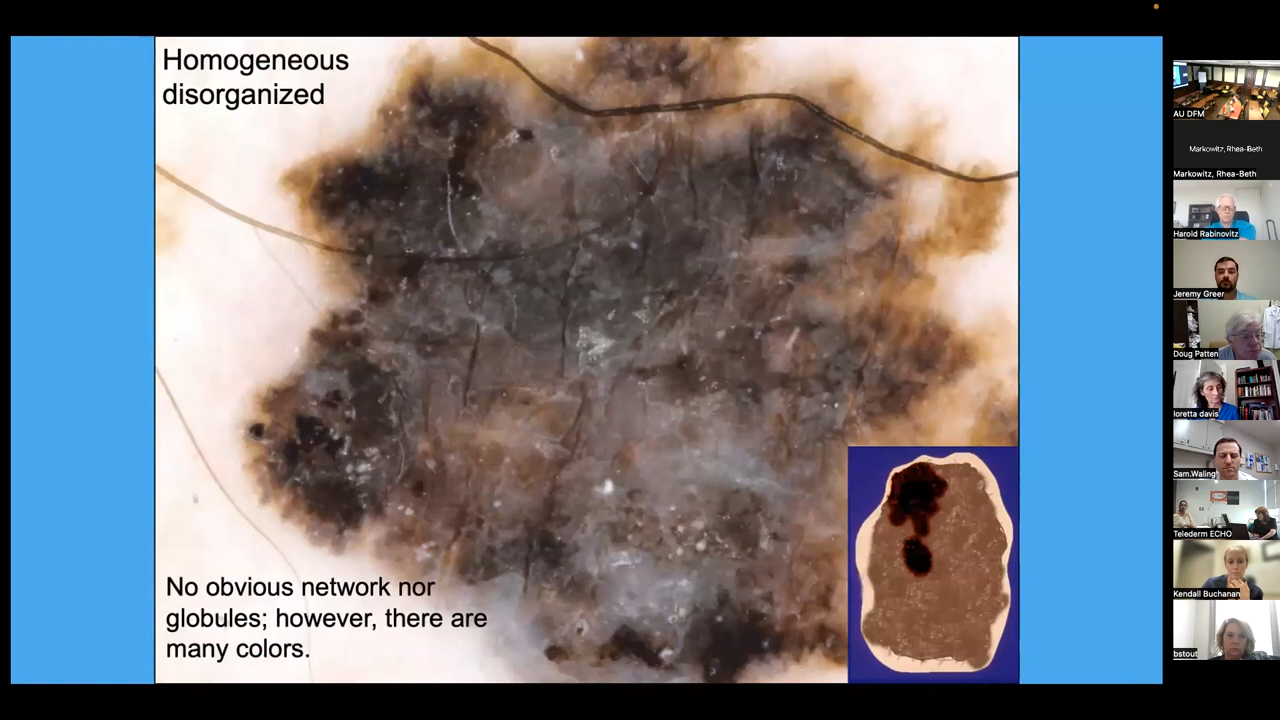 Homogeneous
disorganized
No obvious network nor
globules; however, there are
many colors.
AU DFM
Markowitz, Rhea-Beth
Markowitz, Rhea-Beth
Harold Rabinovitz
Jeremy Greer
Doug Patten
loretta davis
Sam.Waling
Telederm ECHO
Kendall Buchanan
bstout